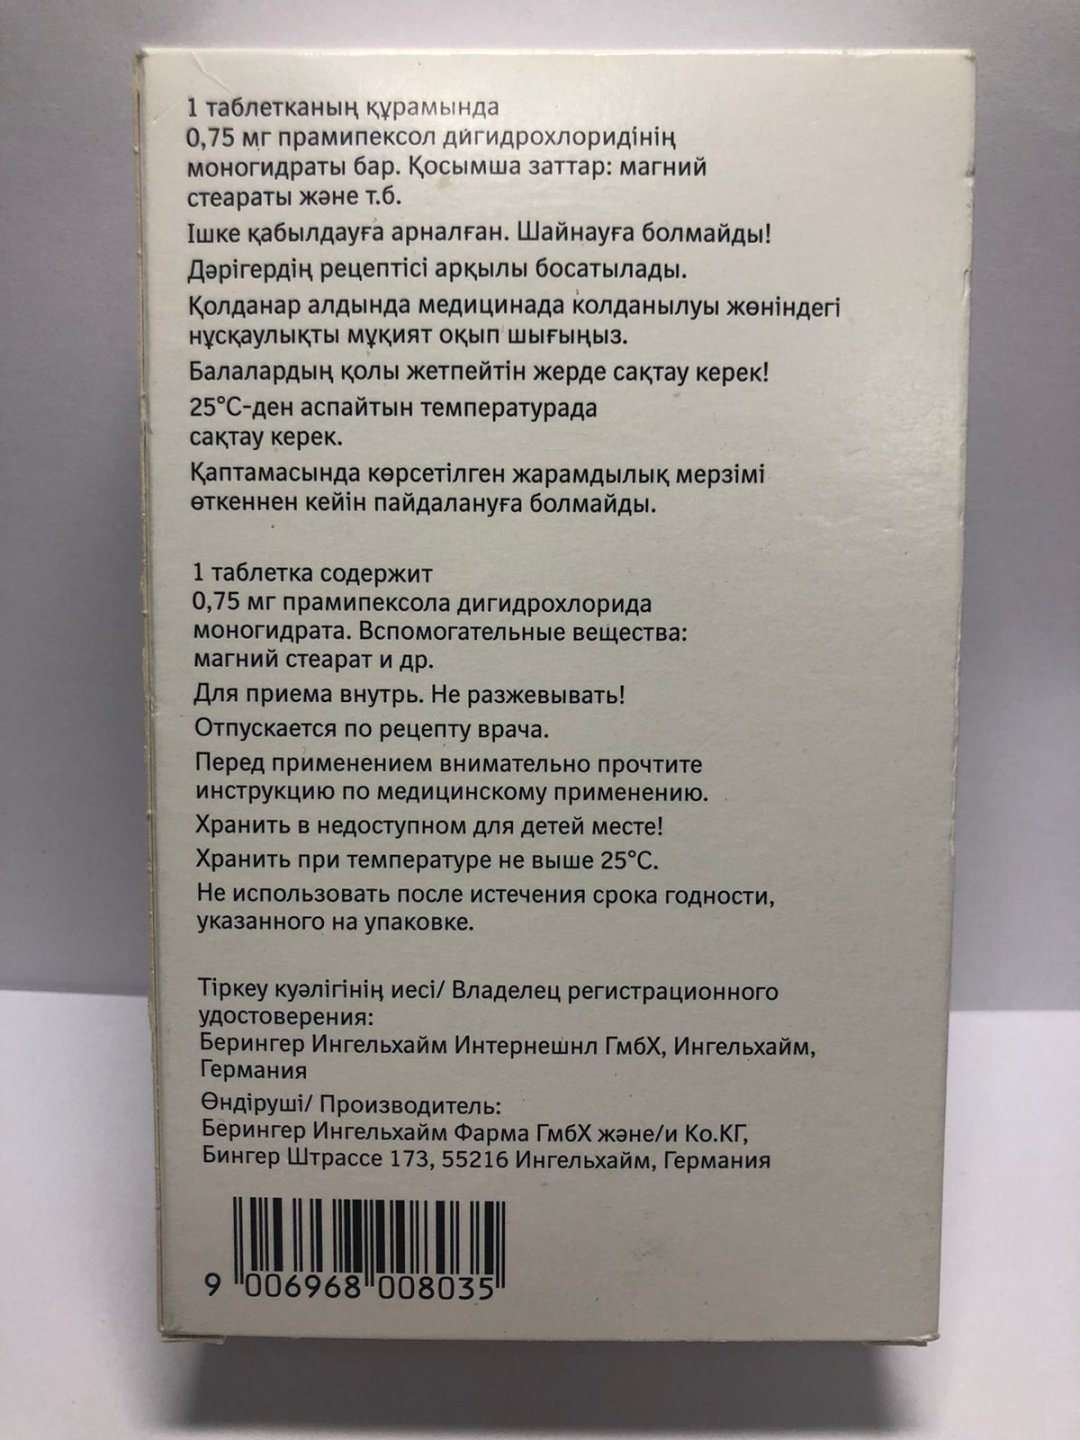 1 таблетканың құрамында
0,75 мг прамипексол дигидрохлоридінің
моногидраты бар. Қосымша заттар: магний
стеараты және т.б.
Ішке қабылдауға арналған. Шайнауға болмайды!
Дәрігердің рецептісі арқылы босатылады.
Қолданар алдында медицинада колданылуы жөніндегі
нұсқаулықты мұқият оқып шығыңыз.
Балалардың қолы жетпейтін жерде сақтау керек!
25°С-ден аспайтын температурада
сақтау керек.
Қаптамасында көрсетілген жарамдылық мерзімі
өткеннен кейін пайдалануға болмайды.
1 таблетка содержит
0,75 мг прамипексола дигидрохлорида
моногидрата. Вспомогательные вещества:
магний стеарат и др.
Для приема внутрь. Не разжевывать!
Отпускается по рецепту врача.
Перед применением внимательно прочтите
инструкцию по медицинскому применению.
Хранить в недоступном для детей месте!
Хранить при температуре не выше 25°С.
Не использовать после истечения срока годности,
указанного на упаковке.
Тіркеу куәлігінің иесі/ Владелец регистрационного
удостоверения:
Берингер Ингельхайм Интернешнл ГмбХ, Ингельхайм,
Германия
Өндіруші/ Производитель:
Берингер Ингельхайм Фарма ГмбХ және/и Ко.КГ,
Бингер Штрассе 173, 55216 Ингельхайм, Германия
9 006968 008035